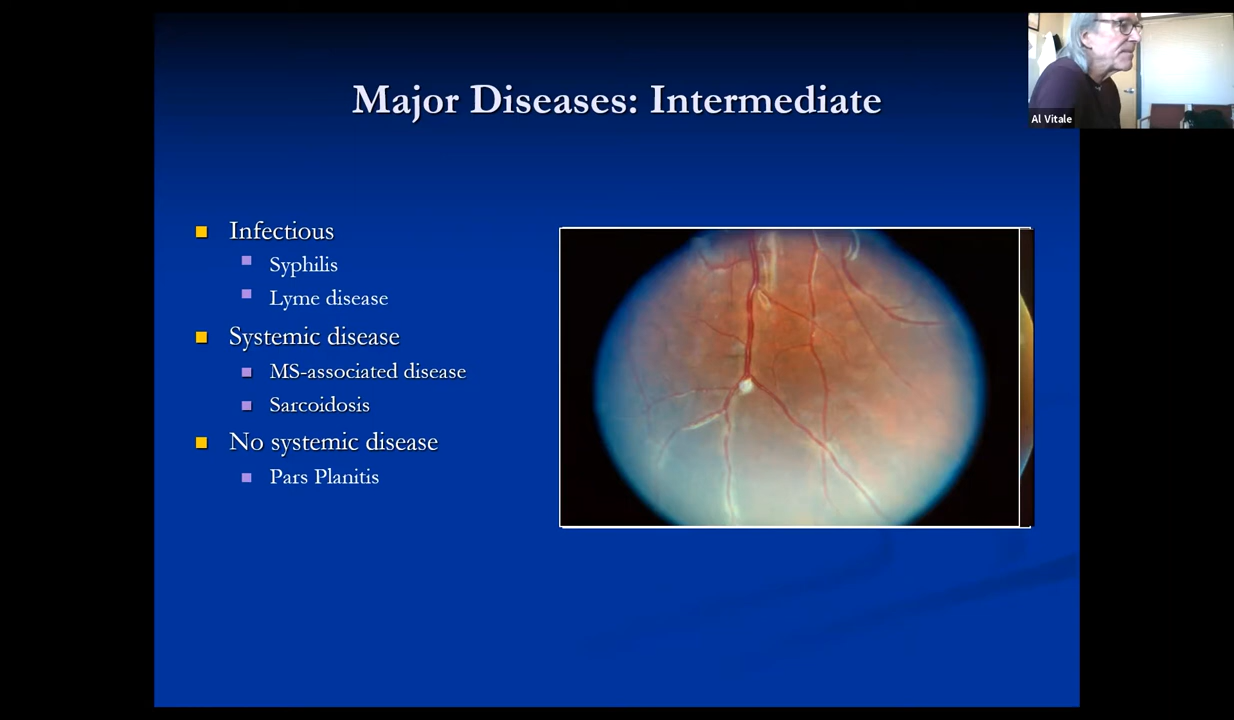 Major Diseases: Intermediate
Al Vitale
Infectious
Syphilis
Lyme disease
Systemic disease
MS-associated disease
Sarcoidosis
No systemic disease
Pars Planitis